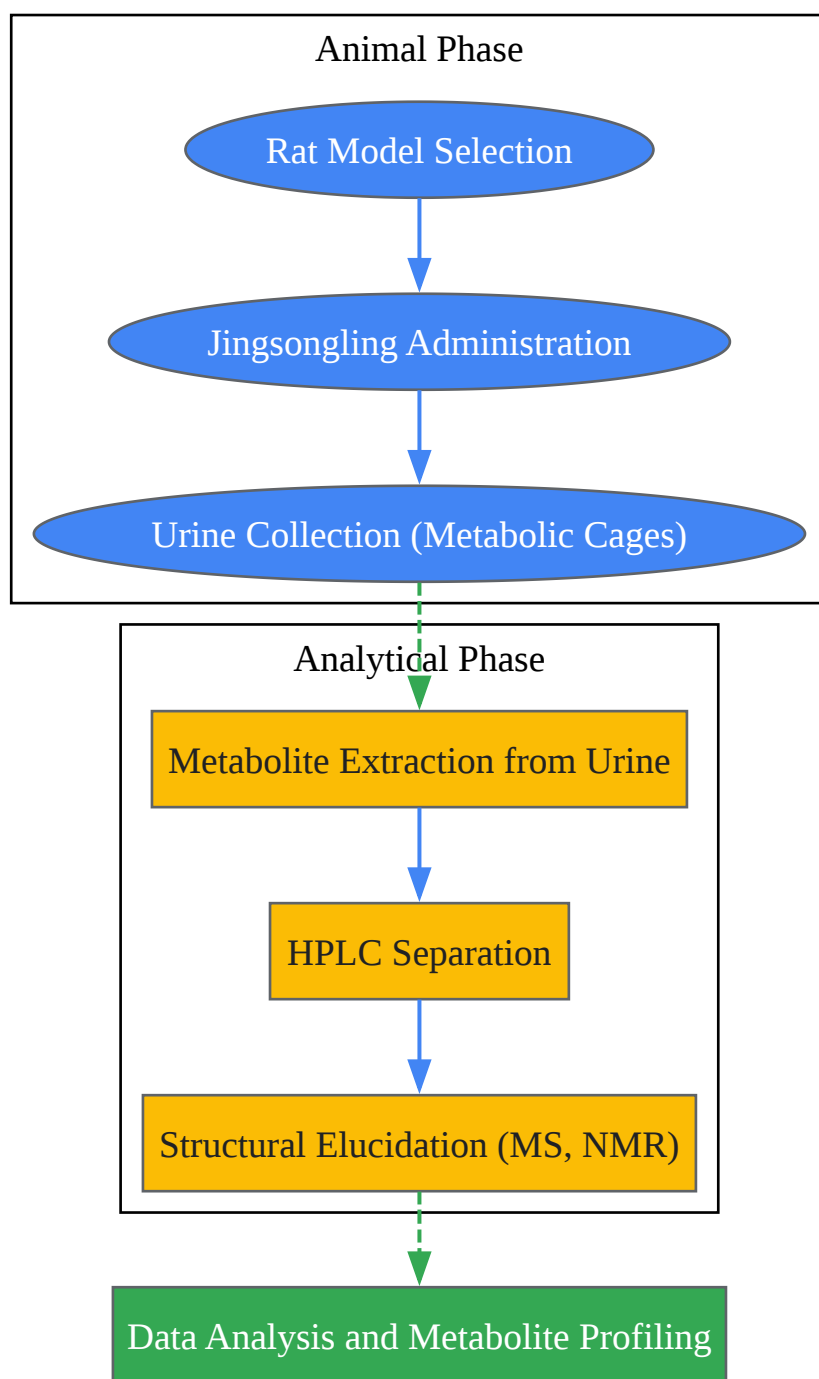 Animal Phase
Rat Model Selection
Jingsongling Administration
Urine Collection (Metabolic Cages)
Analytical Phase
Metabolite Extraction from Urine
HPLC Separation
Structural Elucidation (MS, NMR)
Data Analysis and Metabolite Profiling